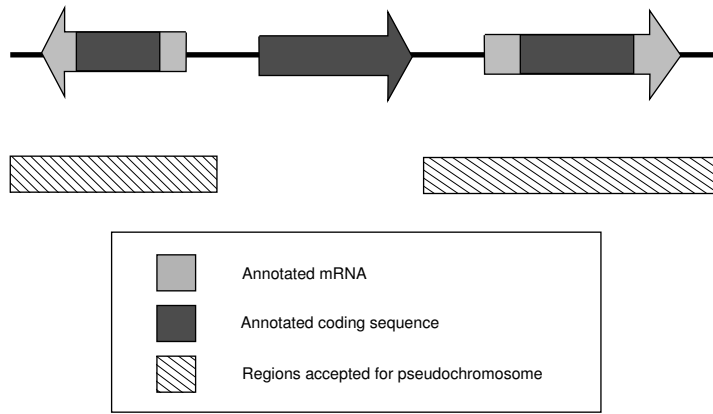 Annotated mRNA
Annotated coding sequence
Regions accepted for pseudochromosome